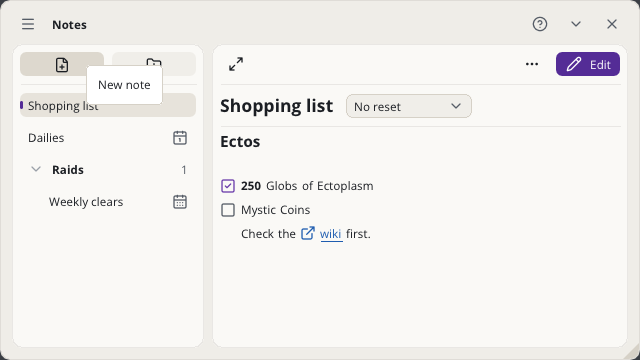 Notes
New note
Shopping list
Dailies
Raids 1
Weekly clears
Edit
Shopping list No reset
Ectos
250 Globs of Ectoplasm
Mystic Coins
Check the wiki first.